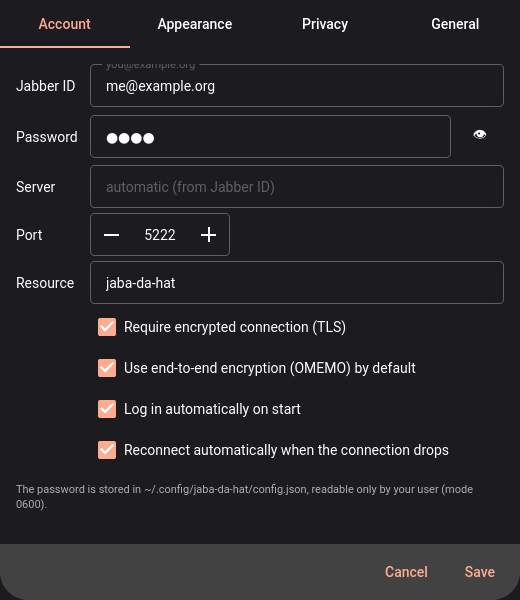 Account Appearance Privacy General
you@example.org
Jabber ID me@example.org
Password ●●●●
Server automatic (from Jabber ID)
Port — 5222 +
Resource jaba-da-hat
Require encrypted connection (TLS)
Use end-to-end encryption (OMEMO) by default
Log in automatically on start
Reconnect automatically when the connection drops
The password is stored in ~/.config/jaba-da-hat/config.json, readable only by your user (mode
0600).
Cancel Save